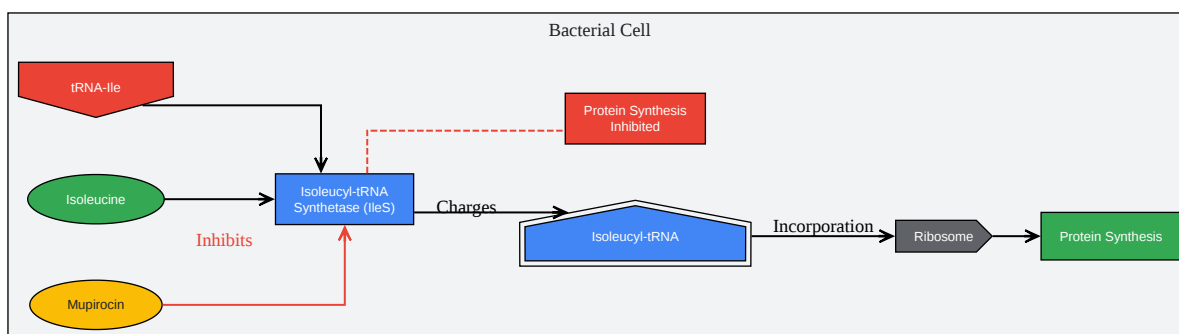 Bacterial Cell
tRNA-Ile
Protein Synthesis
Inhibited
Isoleucine
Isoleucyl-tRNA
Synthetase (IleS)
Charges
Inhibits
Isoleucyl-tRNA
Incorporation
Ribosome
Protein Synthesis
Mupirocin